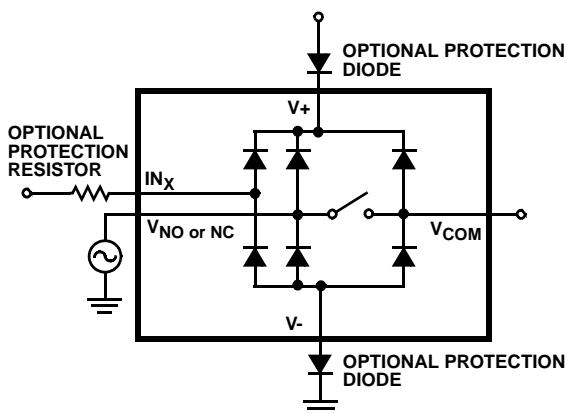 OPTIONAL PROTECTION
DIODE
V+
OPTIONAL
PROTECTION
RESISTOR
INX
VNO or NC
VCOM
V-
OPTIONAL PROTECTION
DIODE